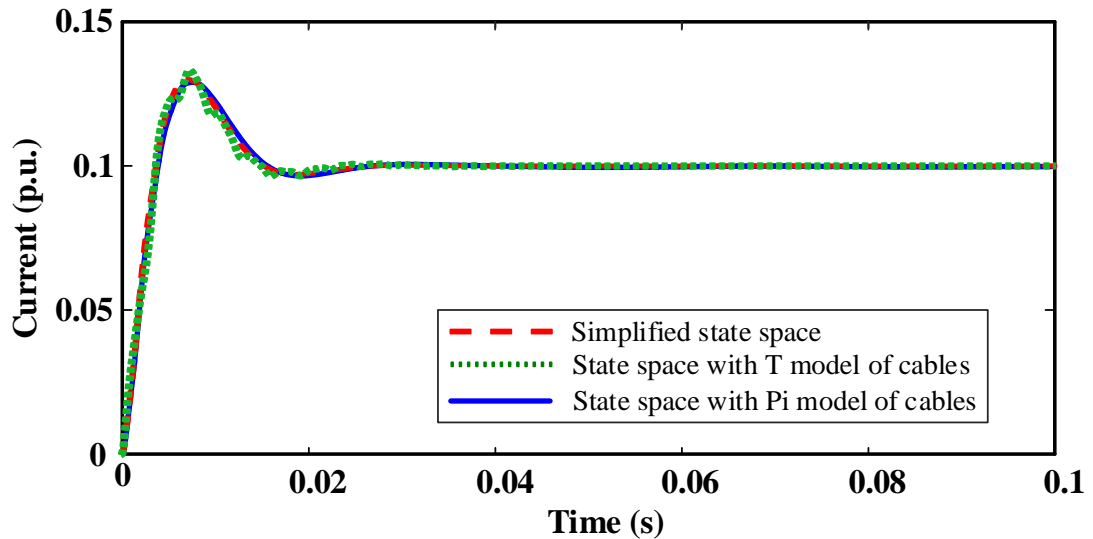 0.15
0.1
0.05
0
Current (p.u.)
Simplified state space
State space with T model of cables
State space with Pi model of cables
0 0.02 0.04 0.06 0.08 0.1
Time (s)